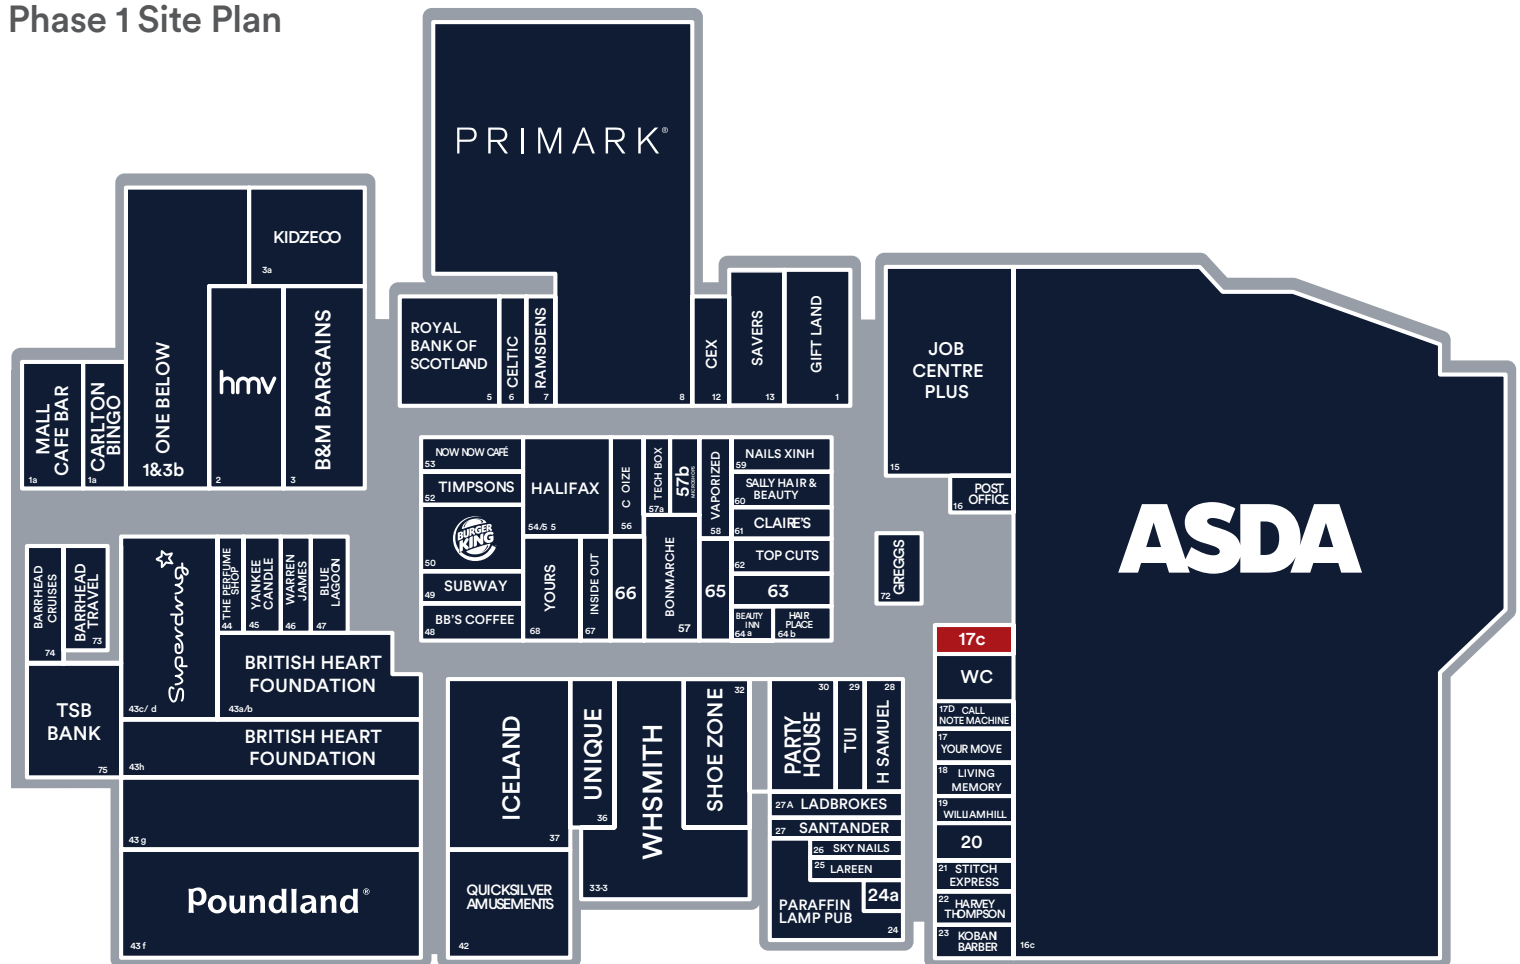 Phase 1 Site Plan
PRIMARK®
8
KIDZECO
3a
ONE BELOW
1&3b
hmv
2
B&M BARGAINS
3
MALL
CAFE BAR
1a
CARLTON
BINGO
1a
ROYAL
BANK OF
SCOTLAND
5
CELTIC
6
RAMSDENS
7
CEX
12
SAVERS
13
GIFT LAND
1
JOB
CENTRE
PLUS
15
POST
OFFICE
16
ASDA
16c
NOW NOW CAFÉ
53
TIMPSONS
52
BURGER
KING
50
SUBWAY
49
BB'S COFFEE
48
HALIFAX
54/5 5
C OIZE
56
TECH BOX
57a
57b
MICROSHOPS
VAPORIZED
58
NAILS XINH
59
SALLY HAIR &
BEAUTY
60
CLAIRE'S
61
TOP CUTS
62
63
BEAUTY
INN
64 a
HAIR
PLACE
64 b
YOURS
68
INSIDE OUT
67
66
BONMARCHE
57
65
GREGGS
72
BARRHEAD
CRUISES
74
BARRHEAD
TRAVEL
73
TSB
BANK
75
Superdrug
43c/ d
THE PERFUME
SHOP
44
YANKEE
CANDLE
45
WARREN
JAMES
46
BLUE
LAGOON
47
BRITISH HEART
FOUNDATION
43a/b
BRITISH HEART
FOUNDATION
43h
43 g
Poundland®
43 f
ICELAND
37
UNIQUE
36
WHSMITH
33-3
SHOE ZONE
32
QUICKSILVER
AMUSEMENTS
42
PARTY
HOUSE
30
TUI
29
H SAMUEL
28
27A LADBROKES
27 SANTANDER
26 SKY NAILS
25 LAREEN
24a
PARAFFIN
LAMP PUB
24
17c
WC
17D CALL
NOTE MACHINE
17
YOUR MOVE
18 LIVING
MEMORY
19
WILLIAMHILL
20
21 STITCH
EXPRESS
22 HARVEY
THOMPSON
23 KOBAN
BARBER